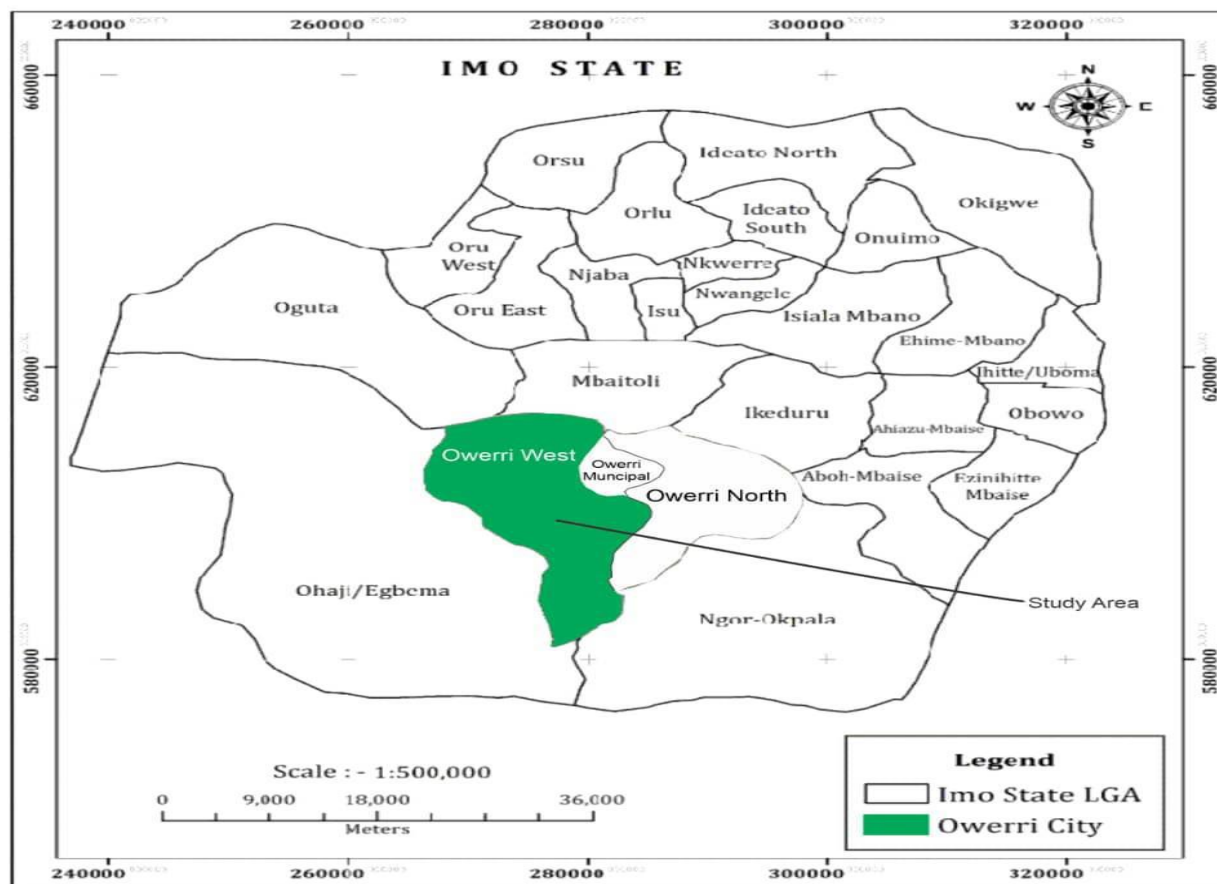 240000 260000 280000 300000 320000
660000 660000
IMO STATE
N
W E
S
Orsu
Ideato North
Okigwe
Orlu
Ideato
South
Onuimo
Oru
West
Njaba
Nkwerre
Nwangele
Oguta
Oru East
Isu
Isiala Mbano
Ehime-Mbano
620000 620000
Ihitte/Uboma
Mbaitoli
Ikeduru
Obowo
Ahiazu-Mbaise
Owerri West
Owerri
Muncipal
Owerri North
Aboh-Mbaise
Ezinihitte
Mbaise
Ohaji/Egbema
Study Area
Ngor-Okpala
580000 580000
Scale : - 1:500,000
0 9,000 18,000 36,000
Meters
Legend
Imo State LGA
Owerri City
240000 260000 280000 300000 320000